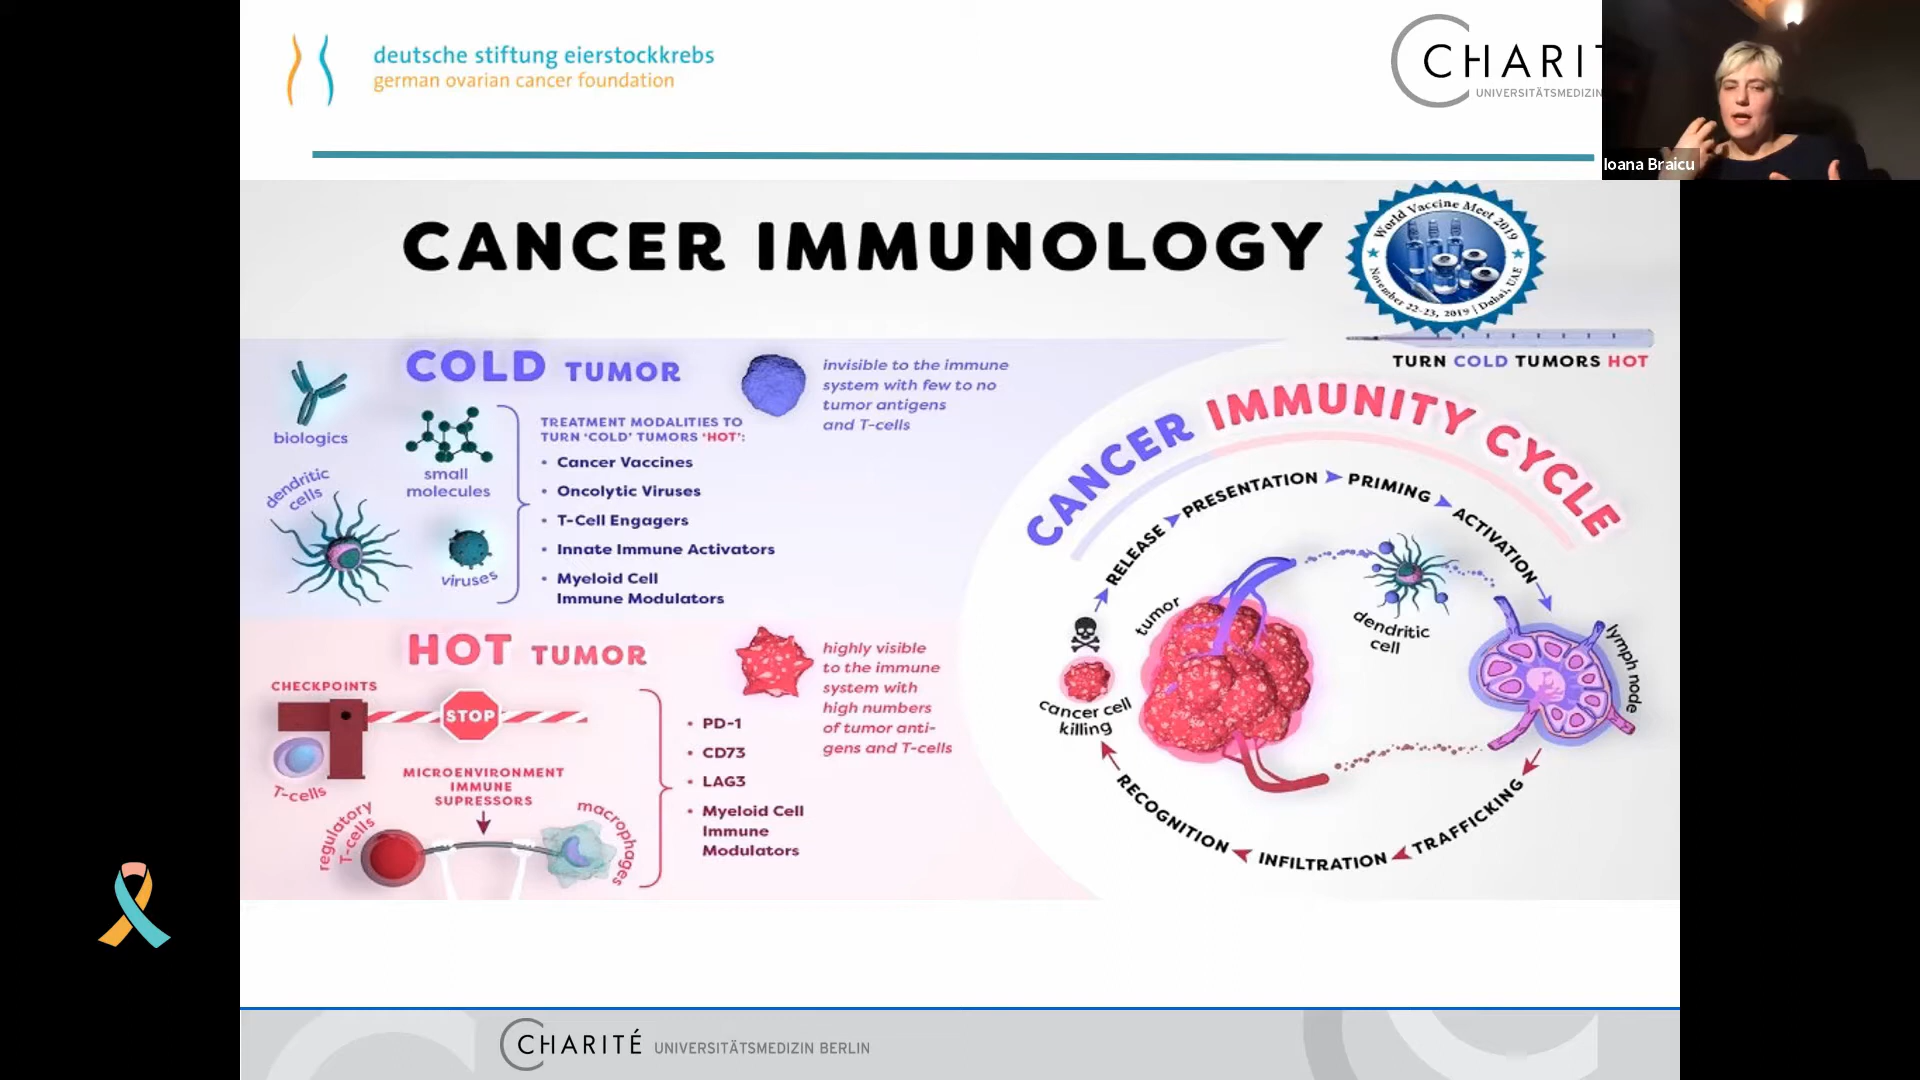 deutsche stiftung eierstockkrebs
german ovarian cancer foundation
CHARIT
UNIVERSITÄTSMEDIZIN
Ioana Braicu
CANCER IMMUNOLOGY
World Vaccine Meet 2019
November 22-23, 2019 | Dubai, UAE
TURN COLD TUMORS HOT
COLD TUMOR
invisible to the immune
system with few to no
tumor antigens
and T-cells
biologics
small
molecules
dendritic
cells
viruses
TREATMENT MODALITIES TO
TURN 'COLD' TUMORS 'HOT':
• Cancer Vaccines
• Oncolytic Viruses
• T-Cell Engagers
• Innate Immune Activators
• Myeloid Cell
Immune Modulators
HOT TUMOR
highly visible
to the immune
system with
high numbers
of tumor anti-
gens and T-cells
CHECKPOINTS
STOP
T-cells
MICROENVIRONMENT
IMMUNE
SUPRESSORS
regulatory
T-cells
macrophages
• PD-1
• CD73
• LAG3
• Myeloid Cell
Immune
Modulators
CANCER IMMUNITY CYCLE
RELEASE
PRESENTATION
PRIMING
ACTIVATION
tumor
dendritic
cell
lymph node
cancer cell
killing
TRAFFICKING
INFILTRATION
RECOGNITION
CHARITÉ UNIVERSITÄTSMEDIZIN BERLIN